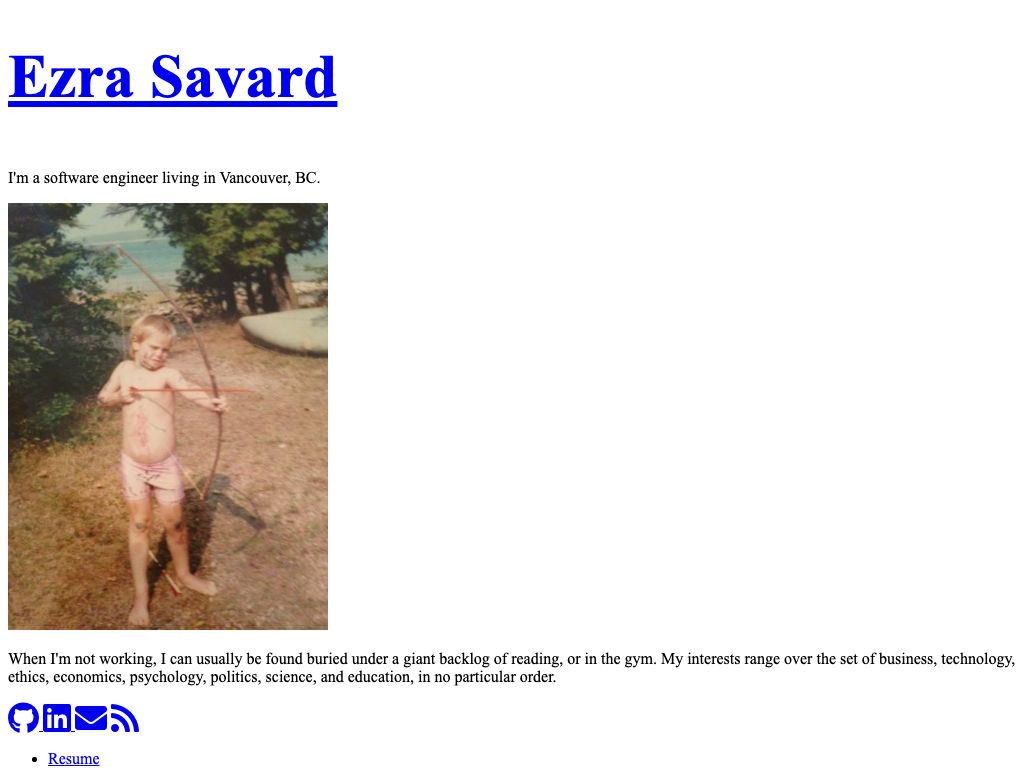 Ezra Savard
I'm a software engineer living in Vancouver, BC.
When I'm not working, I can usually be found buried under a giant backlog of reading, or in the gym. My interests range over the set of business, technology,
ethics, economics, psychology, politics, science, and education, in no particular order.
in
Resume